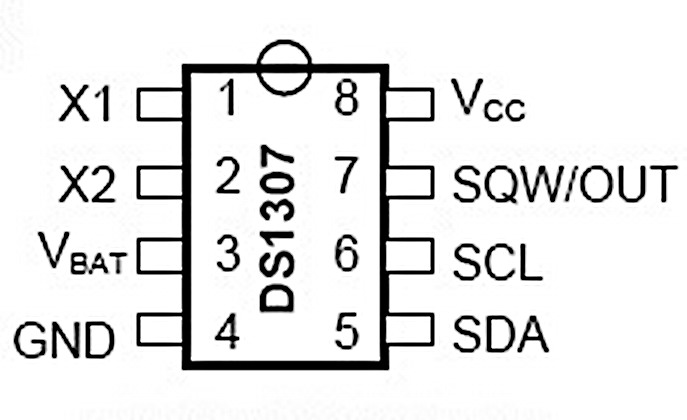 X1 1 8 VCC
X2 2 7 SQW/OUT
VBAT 3 6 SCL
GND 4 5 SDA
DS1307